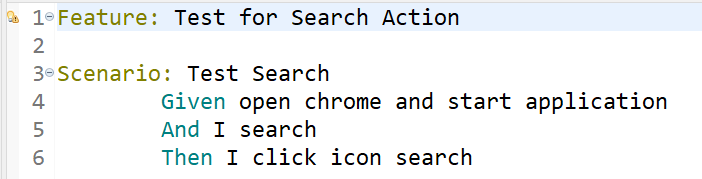 1 Feature: Test for Search Action
2
3 Scenario: Test Search
4 Given open chrome and start application
5 And I search
6 Then I click icon search